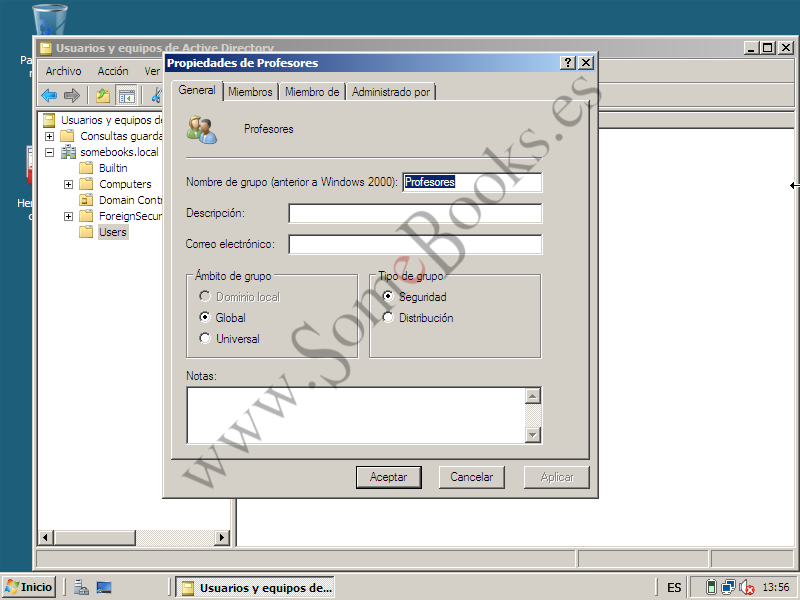 Usuarios y equipos de Active Directory
Archivo Acción Ver
Propiedades de Profesores
General Miembros Miembro de Administrado por
Profesores
Nombre de grupo (anterior a Windows 2000): Profesores
Descripción:
Correo electrónico:
Ámbito de grupo
Dominio local
Global
Universal
Tipo de grupo
Seguridad
Distribución
Notas:
Aceptar Cancelar Aplicar
Usuarios y equipos de
Consultas guarda
somebooks.local
Builtin
Computers
Domain Contr
ForeignSecur
Users
www.SomeBooks.es
Inicio
Usuarios y equipos de...
ES
13:56